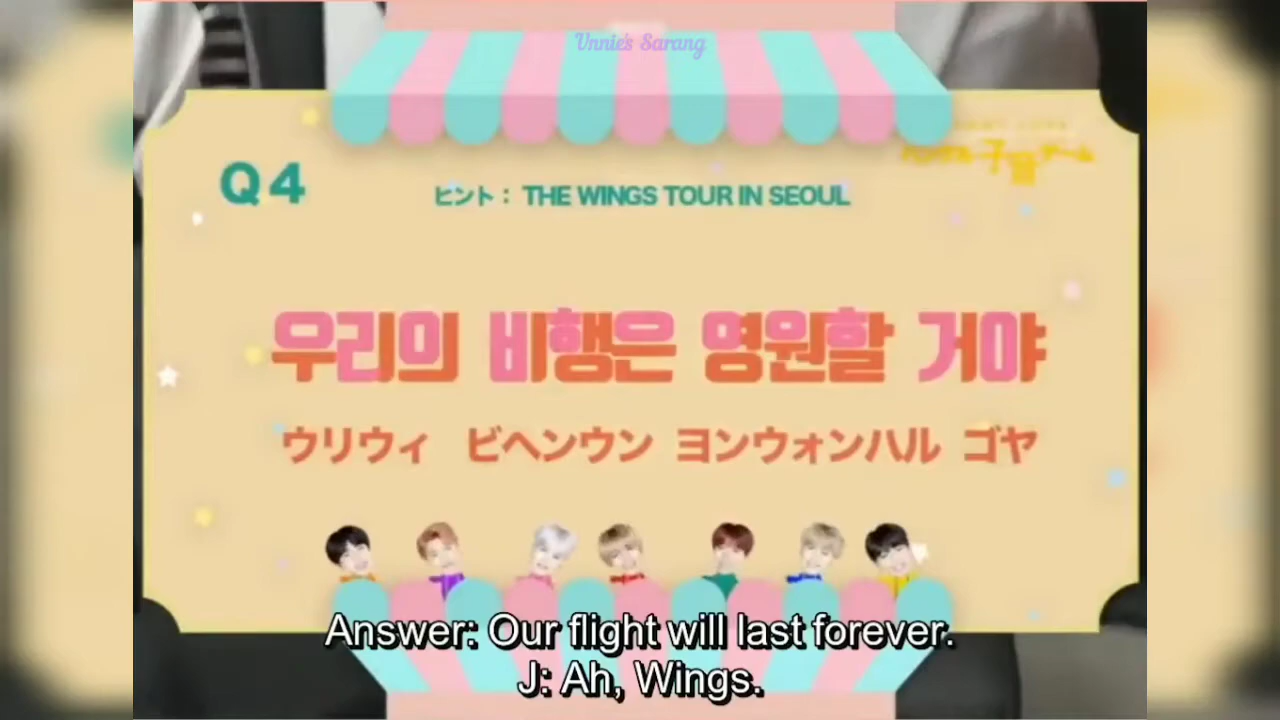 Unnie's Sarang
Q4
ヒント： THE WINGS TOUR IN SEOUL
우리의 비행은 영원할 거야
ウリウィ ビヘンウン ヨンウォンハル ゴヤ
Answer: Our flight will last forever.
J: Ah, Wings.